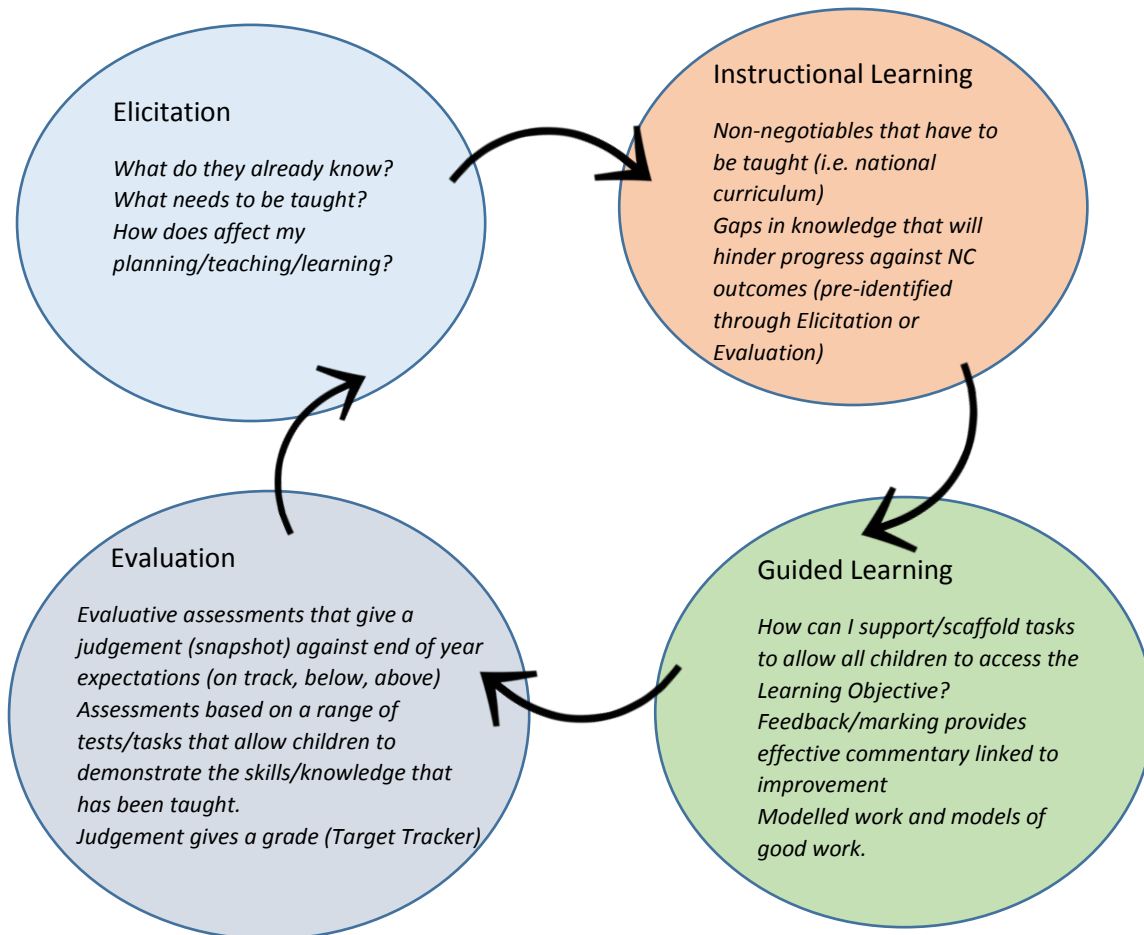 Elicitation
What do they already know?
What needs to be taught?
How does affect my
planning/teaching/learning?
Instructional Learning
Non-negotiables that have to
be taught (i.e. national
curriculum)
Gaps in knowledge that will
hinder progress against NC
outcomes (pre-identified
through Elicitation or
Evaluation)
Guided Learning
How can I support/scaffold tasks
to allow all children to access the
Learning Objective?
Feedback/marking provides
effective commentary linked to
improvement
Modelled work and models of
good work.
Evaluation
Evaluative assessments that give a
judgement (snapshot) against end of year
expectations (on track, below, above)
Assessments based on a range of
tests/tasks that allow children to
demonstrate the skills/knowledge that
has been taught.
Judgement gives a grade (Target Tracker)